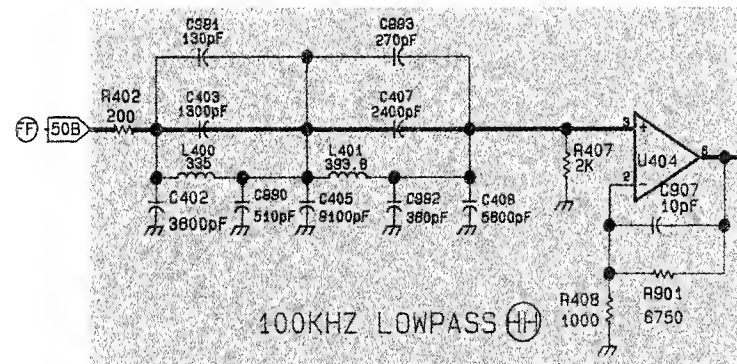 C981
130pF
C983
270pF
R402
200
C403
1300pF
C407
2400pF
FF
50B
L400
335
L401
393.8
3
+
6
U404
2
−
R407
2K
C402
3600pF
C990
510pF
C405
9100pF
C992
360pF
C408
5600pF
C907
10pF
R408
1000
R901
6750
100KHZ LOWPASS HH